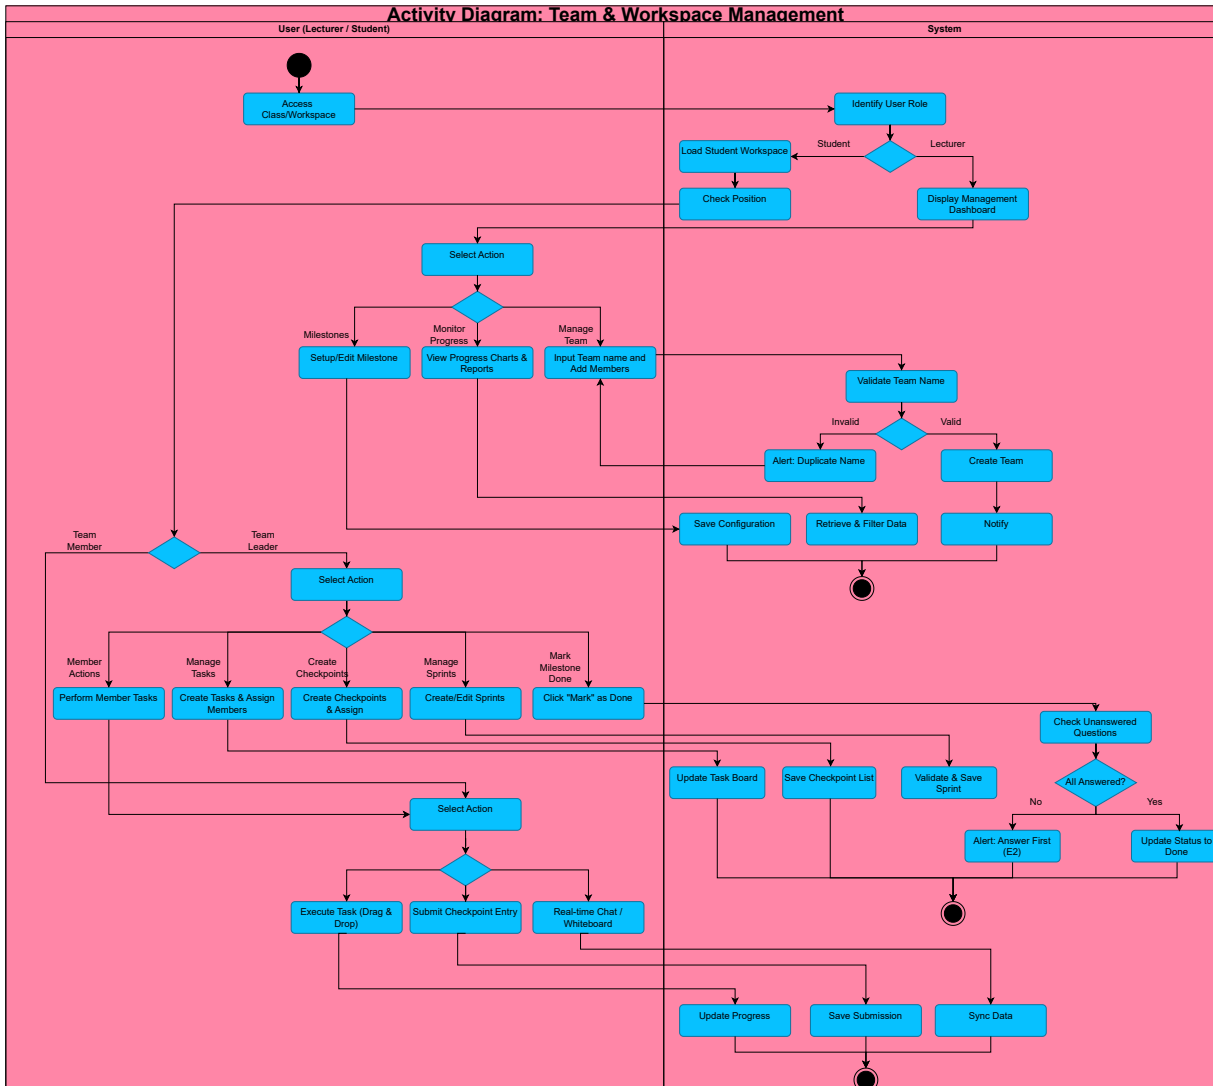 Activity Diagram: Team & Workspace Management
User (Lecturer / Student)
System
Access
Class/Workspace
Identify User Role
Student
Lecturer
Load Student Workspace
Check Position
Display Management
Dashboard
Select Action
Milestones
Monitor
Progress
Manage
Team
Setup/Edit Milestone
View Progress Charts &
Reports
Input Team name and
Add Members
Validate Team Name
Invalid
Valid
Alert: Duplicate Name
Create Team
Save Configuration
Retrieve & Filter Data
Notify
Team
Member
Team
Leader
Select Action
Member
Actions
Manage
Tasks
Create
Checkpoints
Manage
Sprints
Mark
Milestone
Done
Perform Member Tasks
Create Tasks & Assign
Members
Create Checkpoints
& Assign
Create/Edit Sprints
Click "Mark" as Done
Check Unanswered
Questions
Update Task Board
Save Checkpoint List
Validate & Save
Sprint
All Answered?
No
Yes
Select Action
Alert: Answer First
(E2)
Update Status to
Done
Execute Task (Drag &
Drop)
Submit Checkpoint Entry
Real-time Chat /
Whiteboard
Update Progress
Save Submission
Sync Data